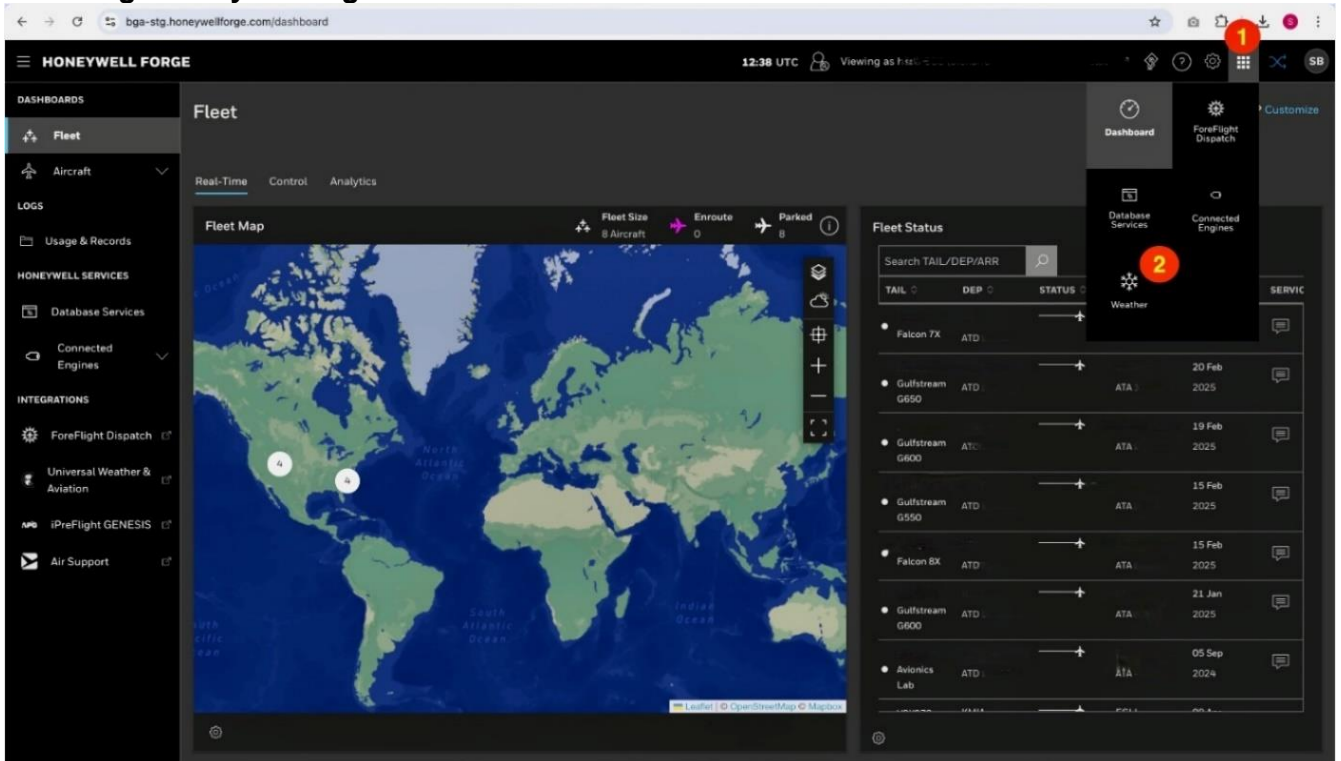 bga-stg.honeywellforge.com/dashboard
S
1
HONEYWELL FORGE
12:38 UTC
Viewing as
SB
DASHBOARDS
Fleet
Aircraft
LOGS
Usage & Records
HONEYWELL SERVICES
Database Services
Connected
Engines
INTEGRATIONS
ForeFlight Dispatch
Universal Weather &
Aviation
iPreFlight GENESIS
Air Support
Fleet
Customize
Real-Time Control Analytics
Dashboard
ForeFlight
Dispatch
Database
Services
Connected
Engines
2
Weather
Fleet Map
Fleet Size
8 Aircraft
Enroute
0
Parked
8
4
4
North
Atlantic
Ocean
South
Atlantic
Ocean
Indian
Ocean
Leaflet | © OpenStreetMap © Mapbox
Fleet Status
Search TAIL/DEP/ARR
TAIL DEP STATUS SERVIC
Falcon 7X ATD
Gulfstream
G650
ATD ATA
20 Feb
2025
Gulfstream
G600
ATA
19 Feb
2025
Gulfstream
G550
ATD ATA
15 Feb
2025
Falcon 8X ATD ATA
15 Feb
2025
Gulfstream
G600
ATD ATA
21 Jan
2025
Avionics
Lab
ATD ATA
05 Sep
2024